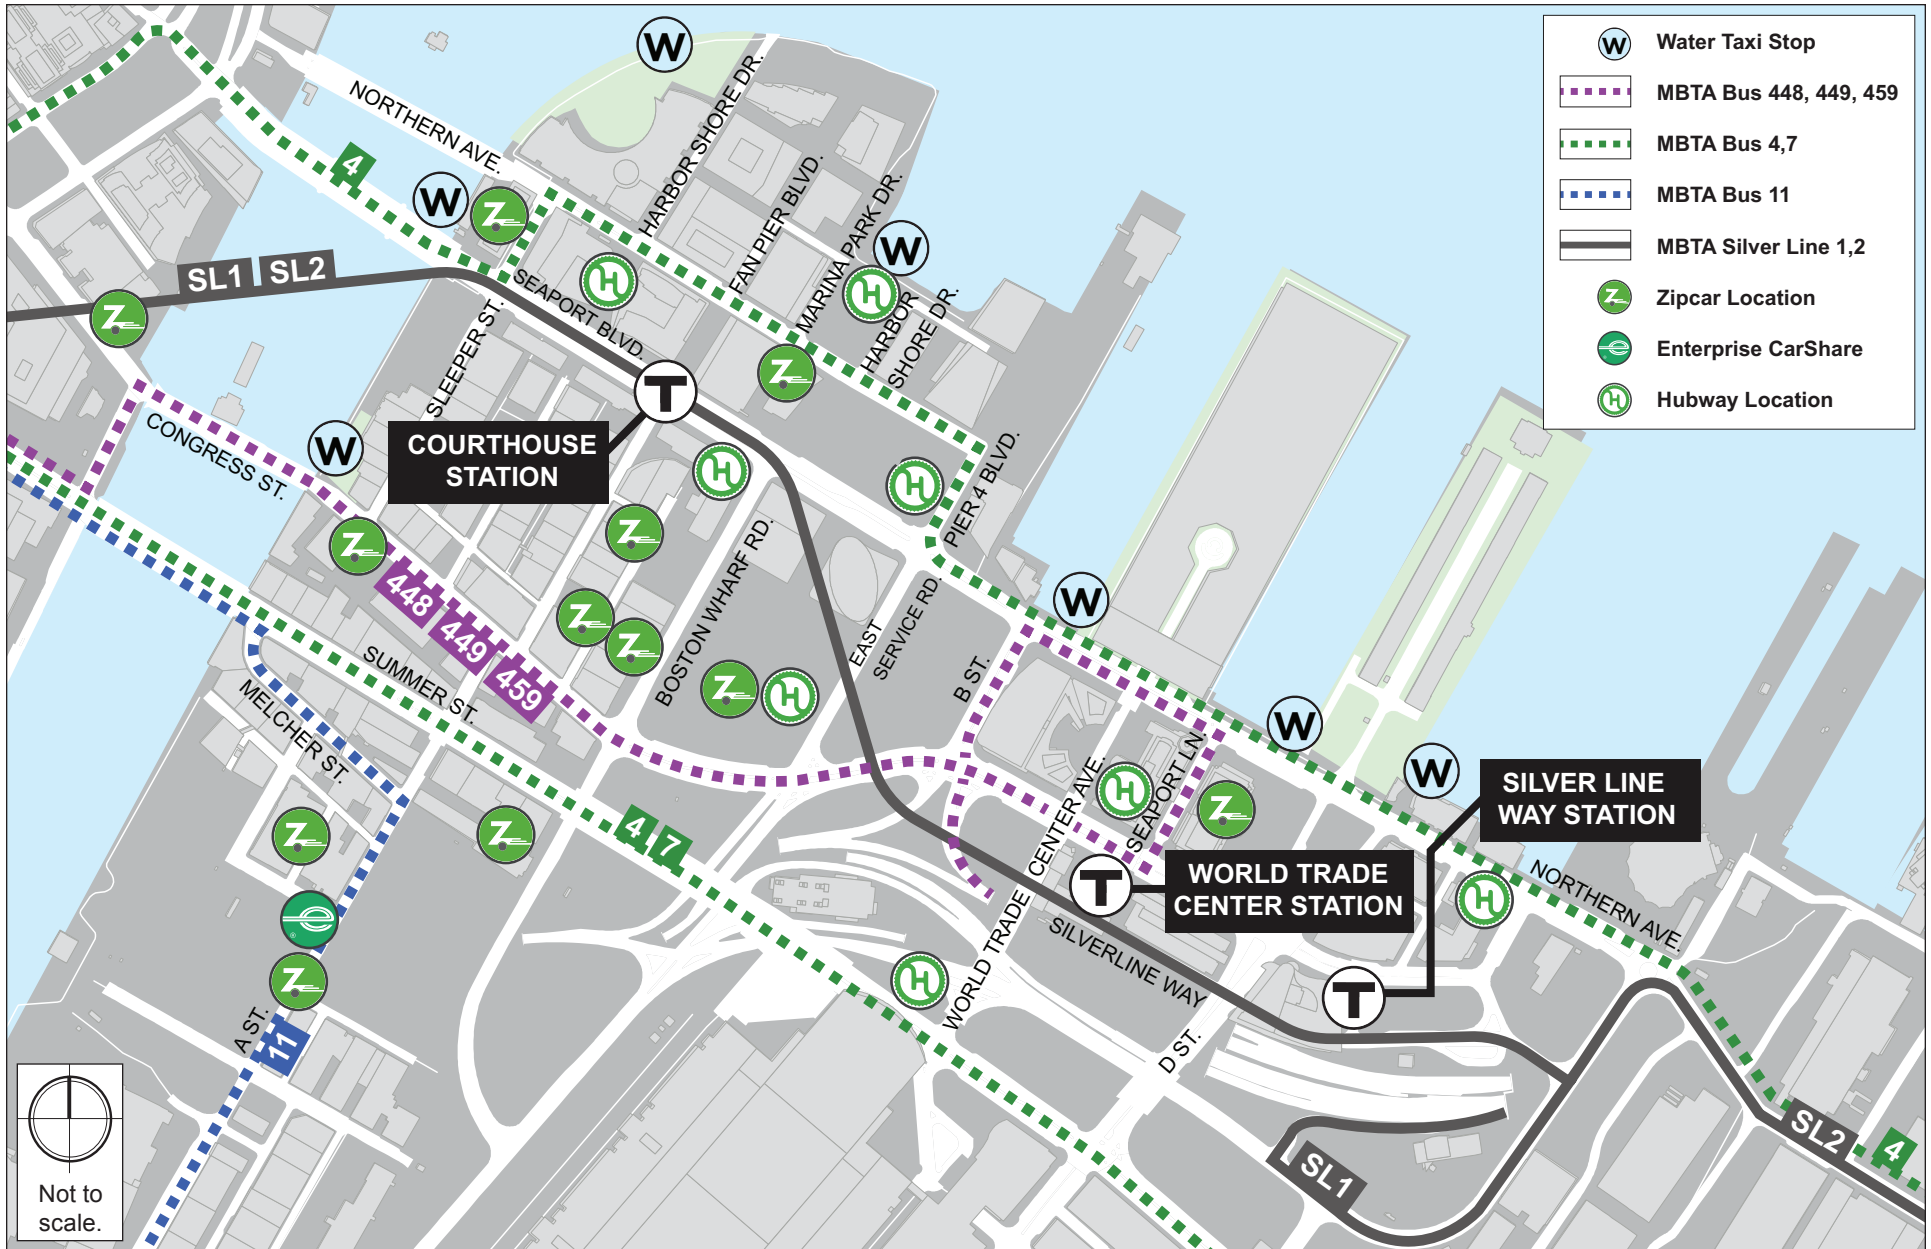 W
Water Taxi Stop
MBTA Bus 448, 449, 459
MBTA Bus 4,7
MBTA Bus 11
MBTA Silver Line 1,2
Z
Zipcar Location
e
Enterprise CarShare
H
Hubway Location
W
NORTHERN AVE.
HARBOR SHORE DR.
4
W
Z
FAN PIER BLVD.
MARINA PARK DR.
W
H
H
HARBOR
SHORE DR.
SL1
SL2
SEAPORT BLVD.
Z
SLEEPER ST.
T
Z
COURTHOUSE
STATION
CONGRESS ST.
W
H
H
PIER 4 BLVD.
Z
Z
448
449
459
BOSTON WHARF RD.
EAST
SERVICE RD.
W
Z
Z
SUMMER ST.
MELCHER ST.
Z
H
B ST.
W
W
SEAPORT LN.
H
Z
SILVER LINE
WAY STATION
WORLD TRADE CENTER AVE.
4
7
Z
Z
T
WORLD TRADE
CENTER STATION
NORTHERN AVE.
H
e
Z
H
SILVERLINE WAY
T
A ST.
11
D ST.
SL1
SL2
4
Not to
scale.